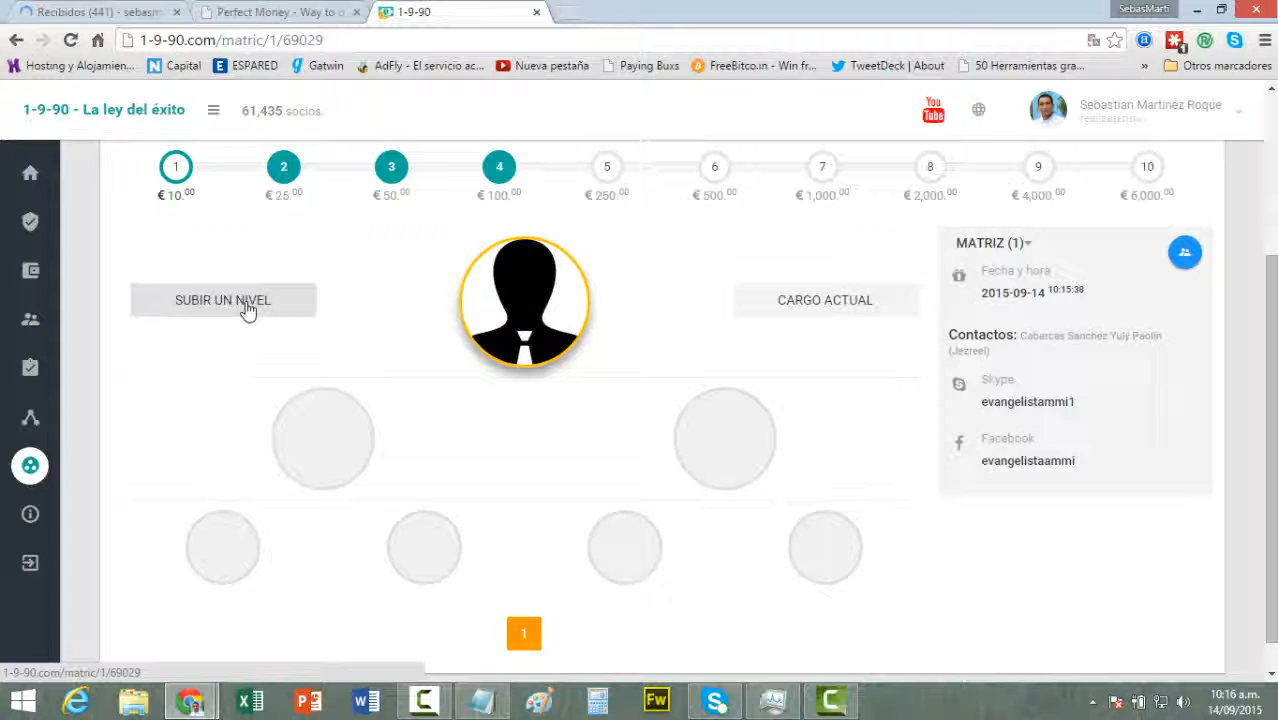 Recibidos (441) - sebasm
Perfect Money - Way to d
1-9-90
SebasMarti
1-9-90.com/matric/1/69029
Hosting y Alojamien...
Capital
ESPARED
Gatwin
AdFly - El servicio ac...
Nueva pestaña
Paying Buxs
FreeBitco.in - Win fr...
TweetDeck | About
50 Herramientas gra...
»
Otros marcadores
1-9-90 - La ley del éxito
61,435 socios.
You Tube
Sebastian Martinez Roque
1 2 3 4 5 6 7 8 9 10
€ 10.00 € 25.00 € 50.00 € 100.00 € 250.00 € 500.00 € 1,000.00 € 2,000.00 € 4,000.00 € 6,000.00
SUBIR UN NIVEL
CARGO ACTUAL
MATRIZ (1)
Fecha y hora
2015-09-14 10:15:38
Contactos: Cabarcas Sanchez Yuly Paolin
(Jezreel)
Skype
evangelistammi1
Facebook
evangelistaammi
1
1-9-90.com/matric/1/69029
Fw
10:16 a.m.
14/09/2015